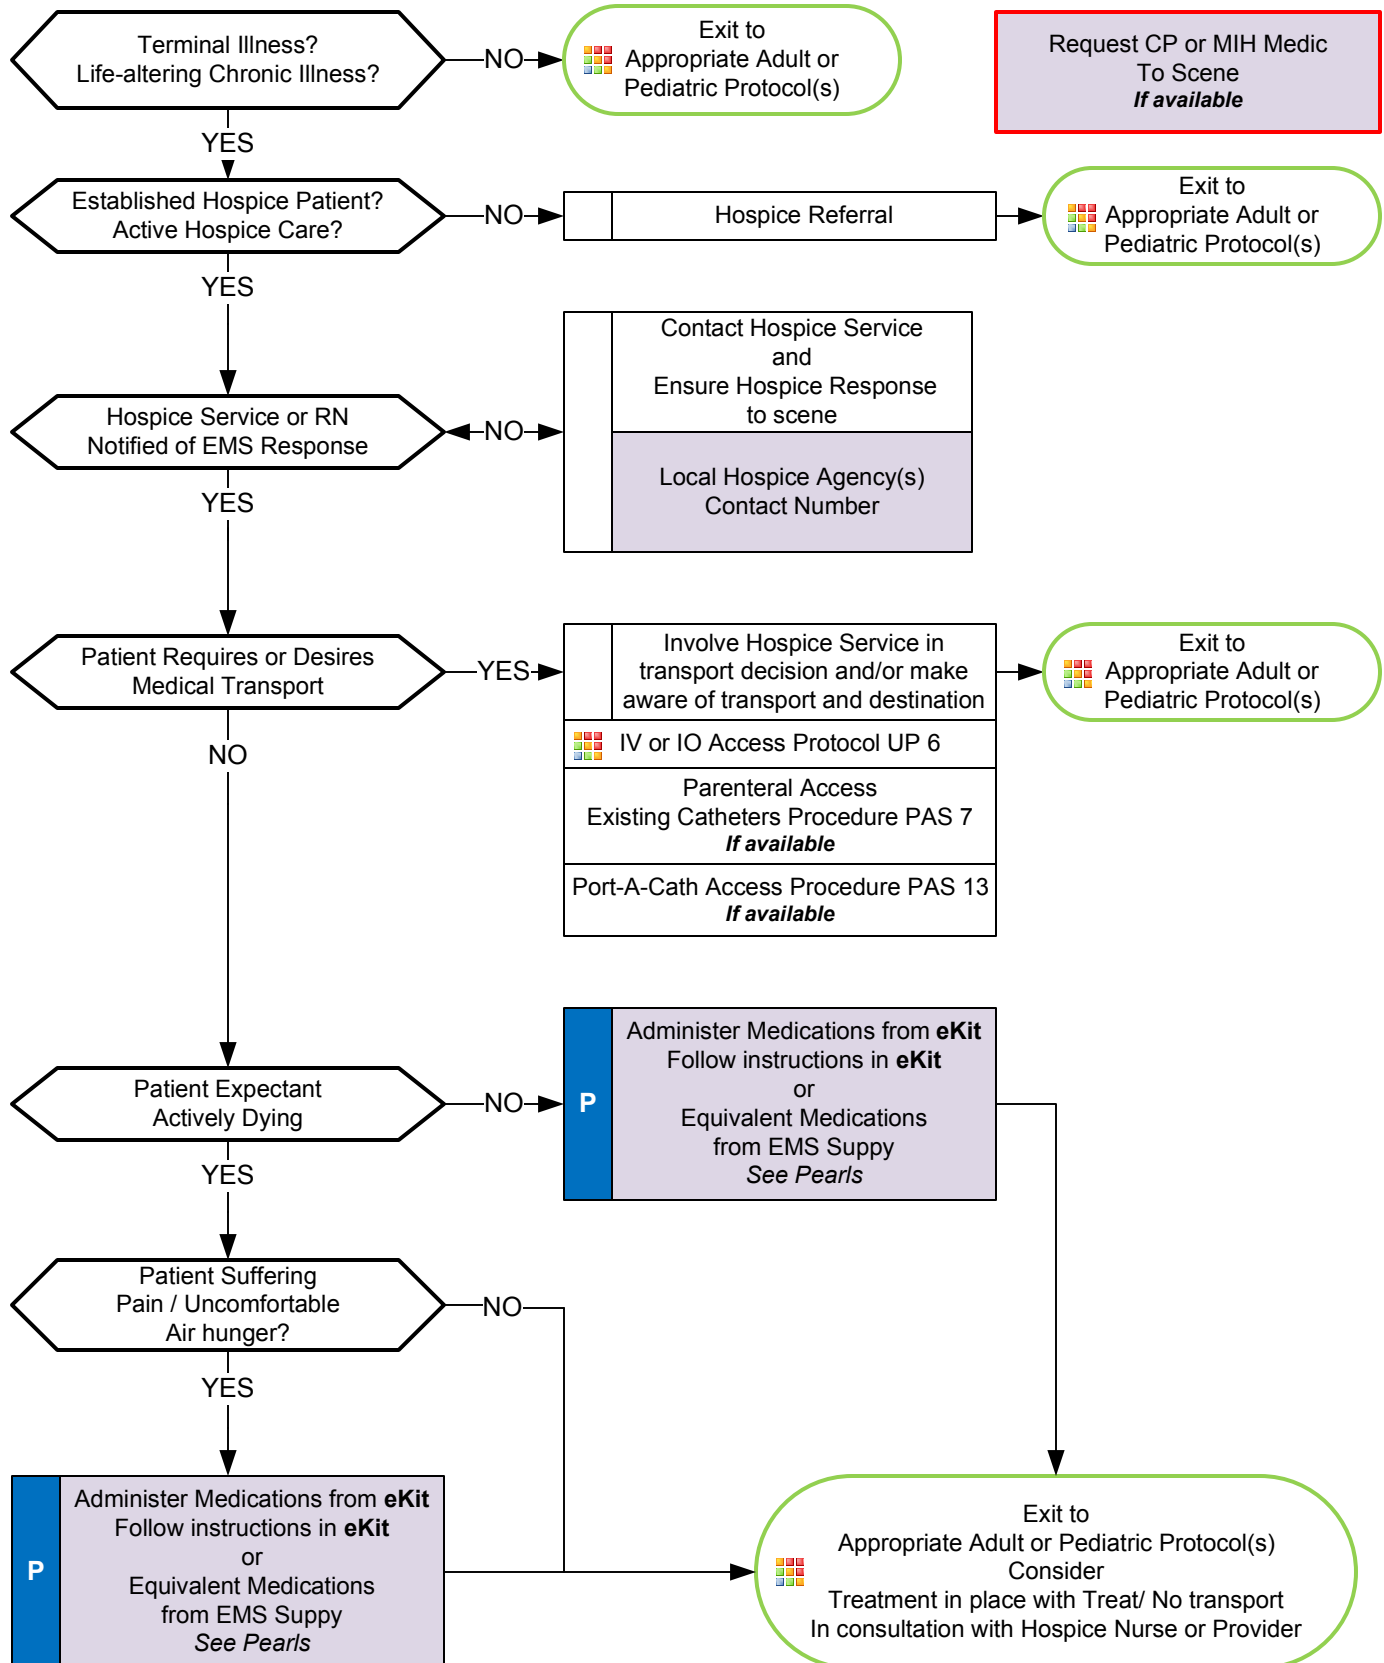 Terminal Illness?
Life-altering Chronic Illness?
NO
Exit to
Appropriate Adult or
Pediatric Protocol(s)
Request CP or MIH Medic
To Scene
If available
YES
Established Hospice Patient?
Active Hospice Care?
NO
Hospice Referral
Exit to
Appropriate Adult or
Pediatric Protocol(s)
YES
Contact Hospice Service
and
Ensure Hospice Response
to scene
Hospice Service or RN
Notified of EMS Response
NO
Local Hospice Agency(s)
Contact Number
YES
Patient Requires or Desires
Medical Transport
YES
Involve Hospice Service in
transport decision and/or make
aware of transport and destination
Exit to
Appropriate Adult or
Pediatric Protocol(s)
IV or IO Access Protocol UP 6
Parenteral Access
Existing Catheters Procedure PAS 7
If available
Port-A-Cath Access Procedure PAS 13
If available
NO
Patient Expectant
Actively Dying
NO
P
Administer Medications from eKit
Follow instructions in eKit
or
Equivalent Medications
from EMS Suppy
See Pearls
YES
Patient Suffering
Pain / Uncomfortable
Air hunger?
NO
YES
P
Administer Medications from eKit
Follow instructions in eKit
or
Equivalent Medications
from EMS Suppy
See Pearls
Exit to
Appropriate Adult or Pediatric Protocol(s)
Consider
Treatment in place with Treat/ No transport
In consultation with Hospice Nurse or Provider